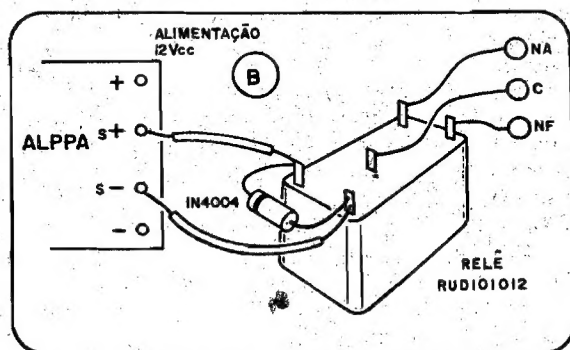 ALIMENTAÇÃO
12Vcc
B
NA
C
NF
+
ALPPA
S+
S-
-
1N4004
RELÊ
RUD101012